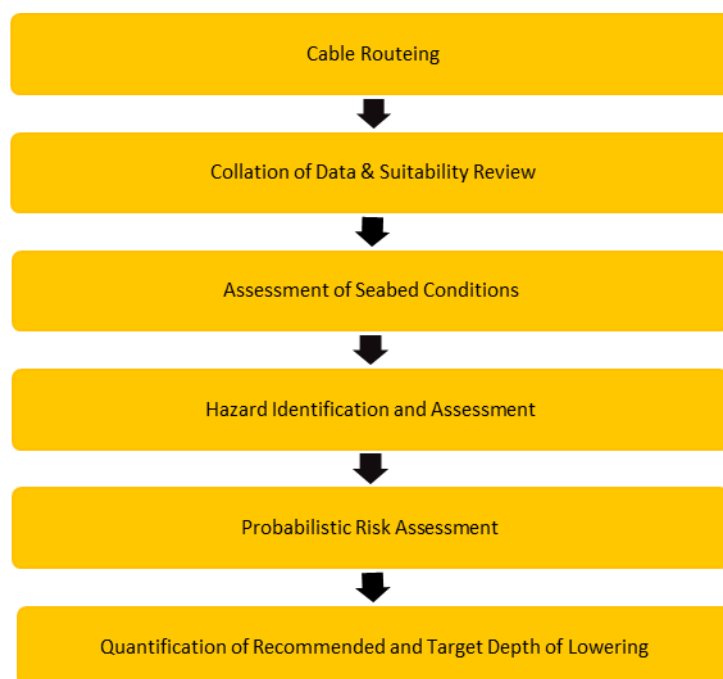 Cable Routeing
Collation of Data & Suitability Review
Assessment of Seabed Conditions
Hazard Identification and Assessment
Probabilistic Risk Assessment
Quantification of Recommended and Target Depth of Lowering